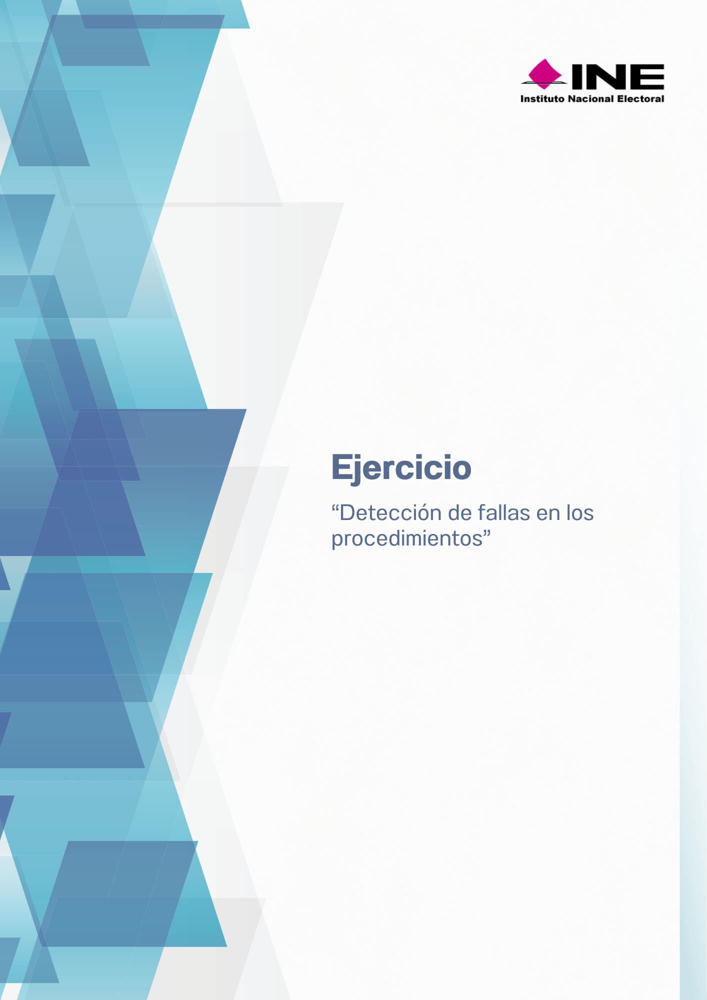 INE
Instituto Nacional Electoral
Ejercicio
“Detección de fallas en los
procedimientos”